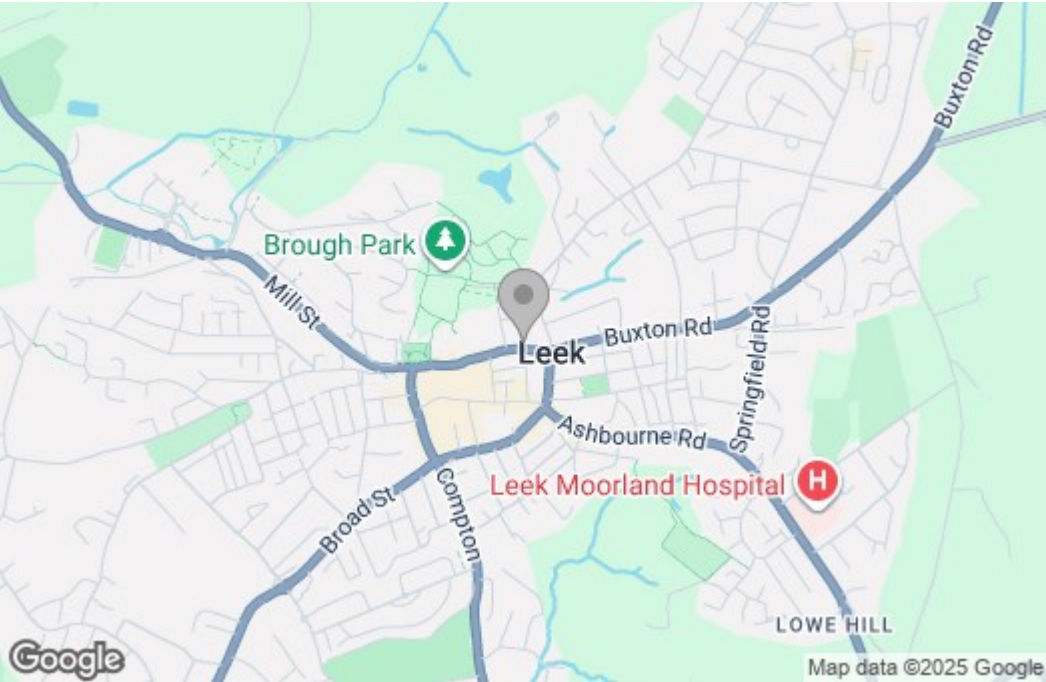 Buxton Rd
Brough Park
Mill St
Buxton Rd
Leek
Springfield Rd
Ashbourne Rd
Leek Moorland Hospital
H
Compton
Broad St
LOWE HILL
Google
Map data ©2025 Google